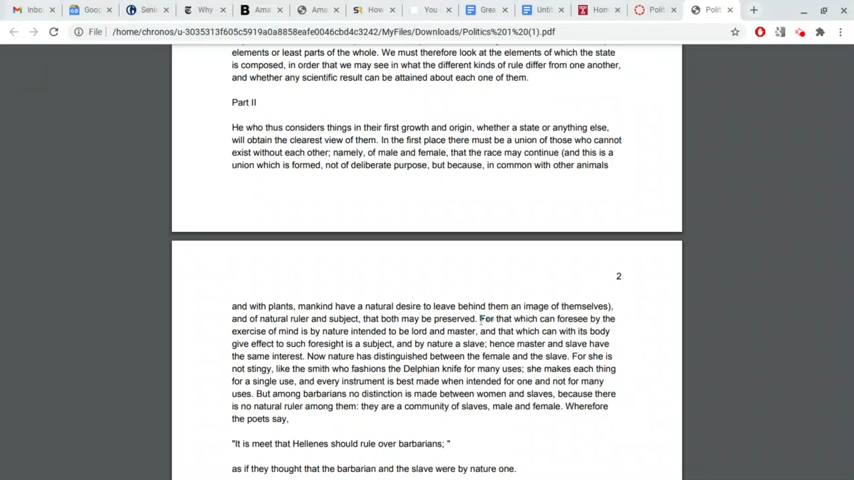 Inbo
Goog
Seni
Why
Ama
Ama
How
You
Grea
Unti
Hom
Polit
Polit
File
/home/chronos/u-3035313f605c5919d0a8858eafe0046cbd4c3242/MyFiles/Downloads/Politics%201%20(1).pdf
elements or least parts of the whole. We must therefore look at the elements of which the state
is composed, in order that we may see in what the different kinds of rule differ from one another,
and whether any scientific result can be attained about each one of them.
Part II
He who thus considers things in their first growth and origin, whether a state or anything else,
will obtain the clearest view of them. In the first place there must be a union of those who cannot
exist without each other; namely, of male and female, that the race may continue (and this is a
union which is formed, not of deliberate purpose, but because, in common with other animals
2
and with plants, mankind have a natural desire to leave behind them an image of themselves),
and of natural ruler and subject, that both may be preserved. For that which can foresee by the
exercise of mind is by nature intended to be lord and master, and that which can with its body
give effect to such foresight is a subject, and by nature a slave; hence master and slave have
the same interest. Now nature has distinguished between the female and the slave. For she is
not stingy, like the smith who fashions the Delphian knife for many uses; she makes each thing
for a single use, and every instrument is best made when intended for one and not for many
uses. But among barbarians no distinction is made between women and slaves, because there
is no natural ruler among them: they are a community of slaves, male and female. Wherefore
the poets say,
"It is meet that Hellenes should rule over barbarians; "
as if they thought that the barbarian and the slave were by nature one.